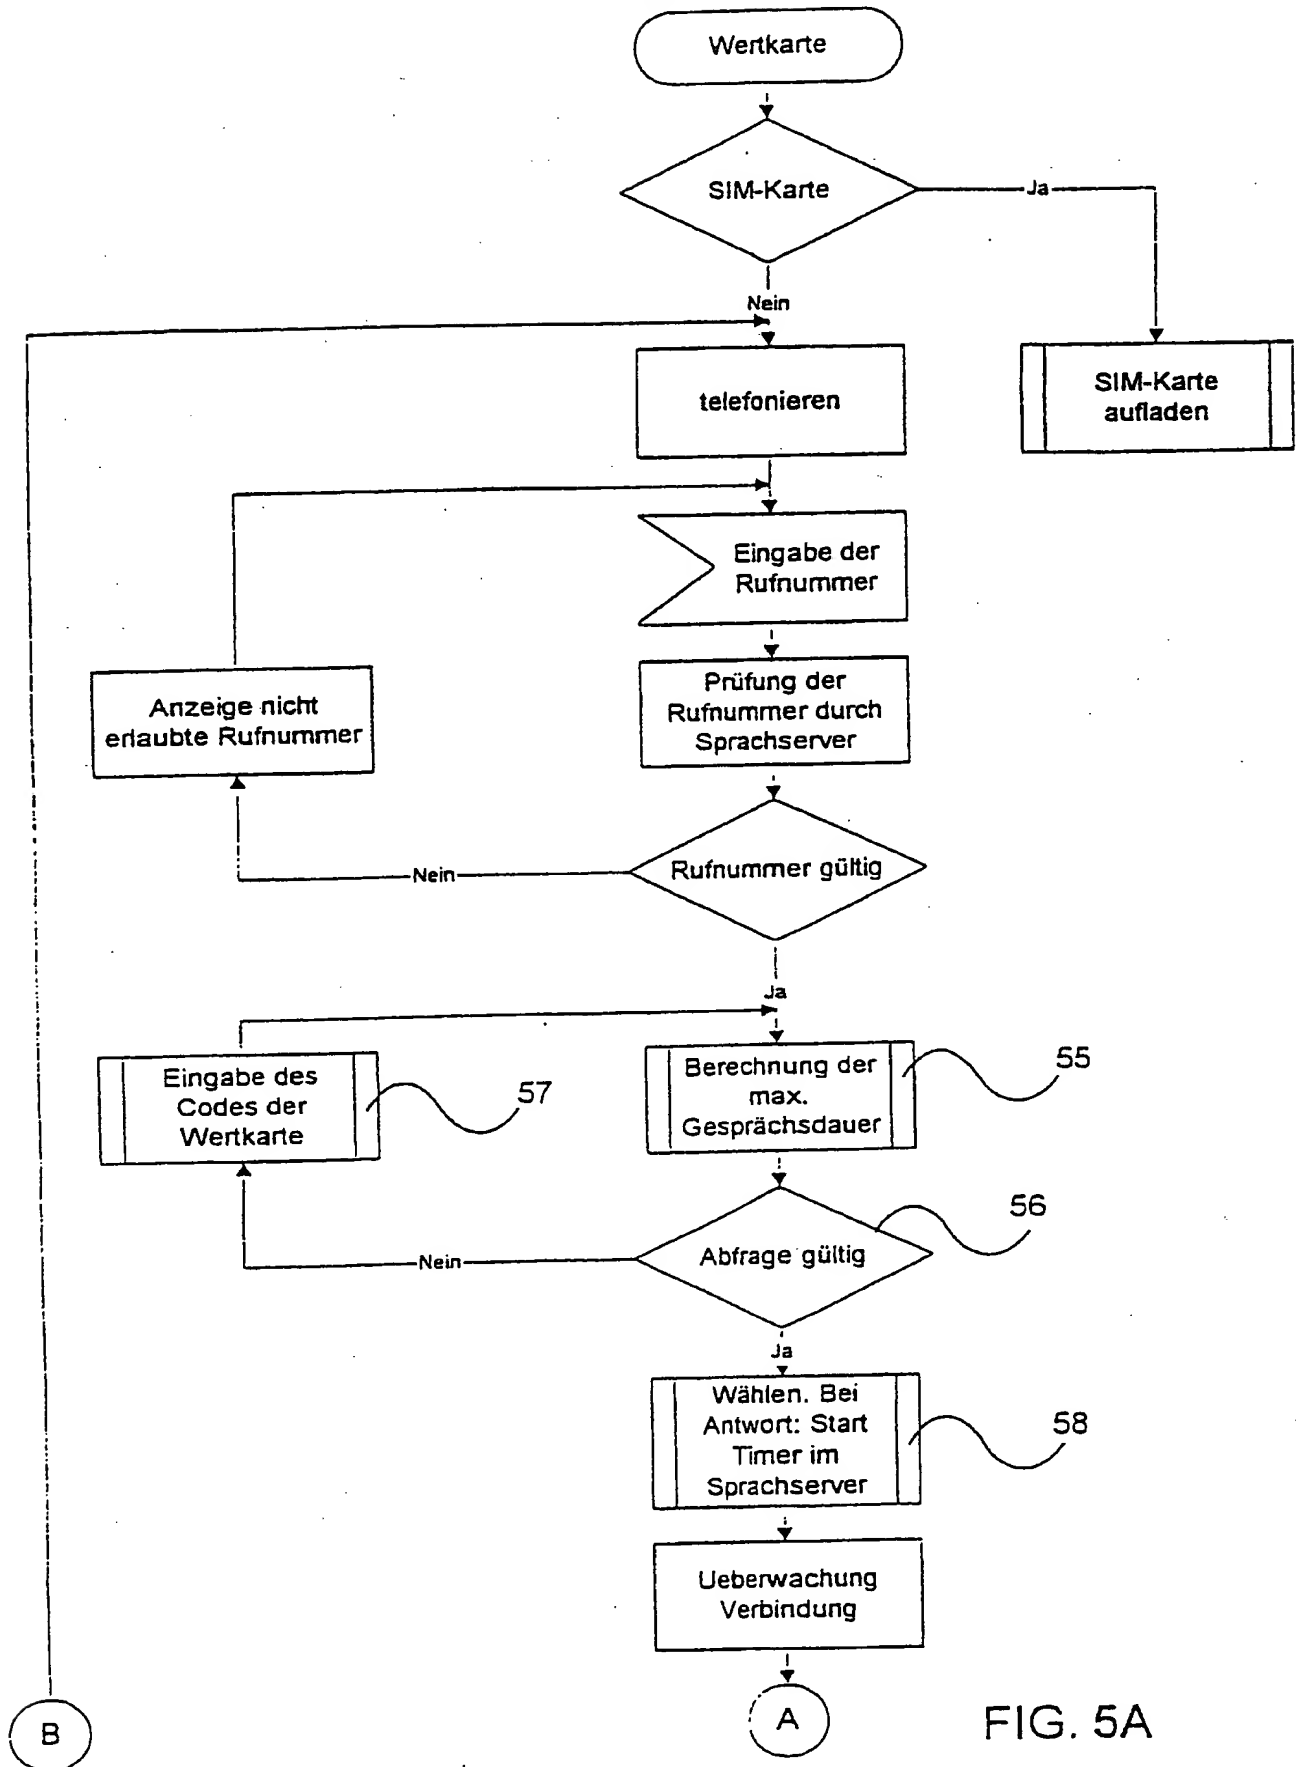 Wertkarte
SIM-Karte
Ja
Nein
telefonieren
SIM-Karte
aufladen
Eingabe der
Rufnummer
Prüfung der
Rufnummer durch
Sprachserver
Anzeige nicht
erlaubte Rufnummer
Rufnummer gültig
Nein
Ja
Eingabe des
Codes der
Wertkarte
57
Berechnung der
max.
Gesprächsdauer
55
56
Abfrage gültig
Nein
Ja
Wählen. Bei
Antwort: Start
Timer im
Sprachserver
58
Ueberwachung
Verbindung
B
A
FIG. 5A